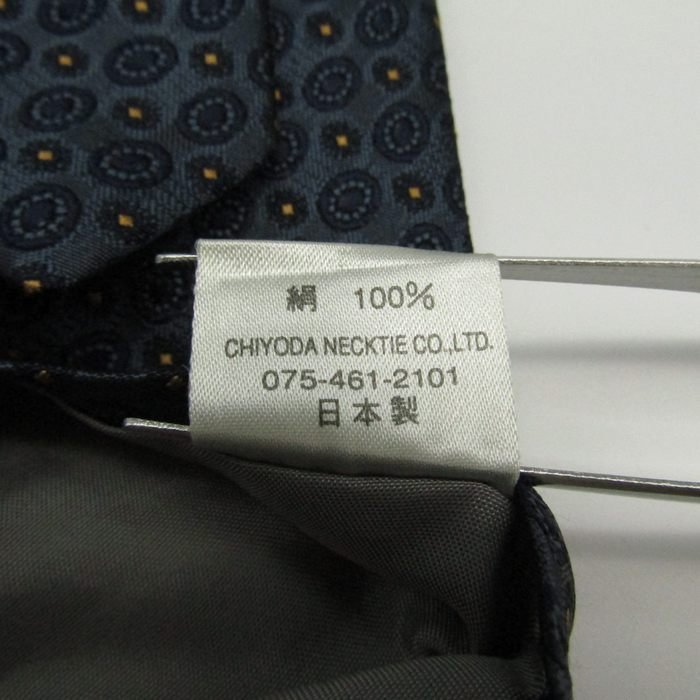 絹 100%
CHIYODA NECKTIE CO.,LTD.
075-461-2101
日本製